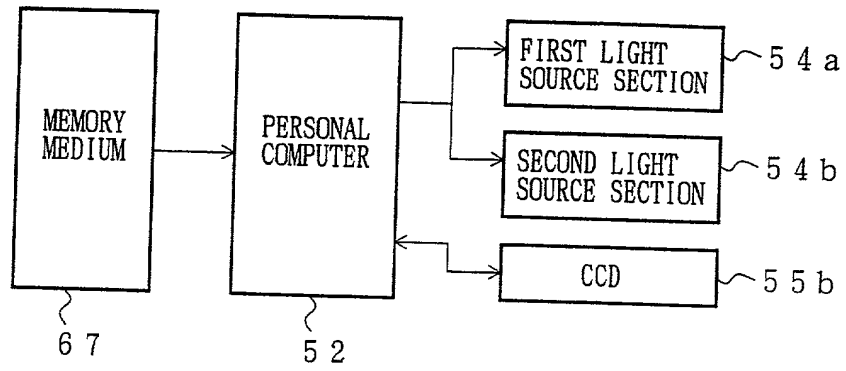 MEMORY
MEDIUM
67
PERSONAL
COMPUTER
52
FIRST LIGHT
SOURCE SECTION
54a
SECOND LIGHT
SOURCE SECTION
54b
CCD
55b